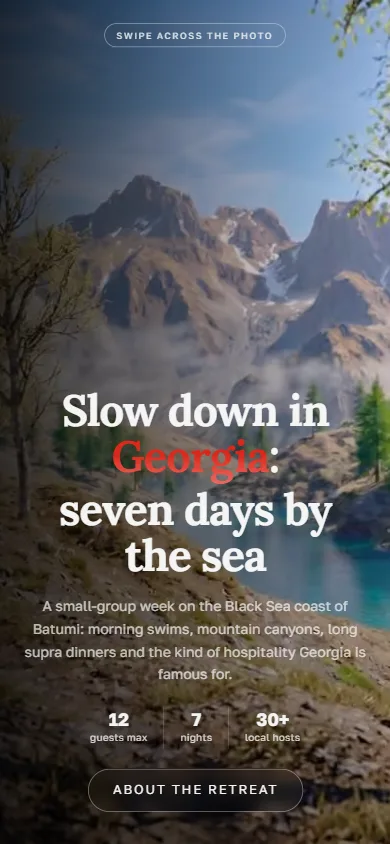 SWIPE ACROSS THE PHOTO
Slow down in
Georgia:
seven days by
the sea
A small-group week on the Black Sea coast of
Batumi: morning swims, mountain canyons, long
supra dinners and the kind of hospitality Georgia is
famous for.
12
guests max
7
nights
30+
local hosts
ABOUT THE RETREAT